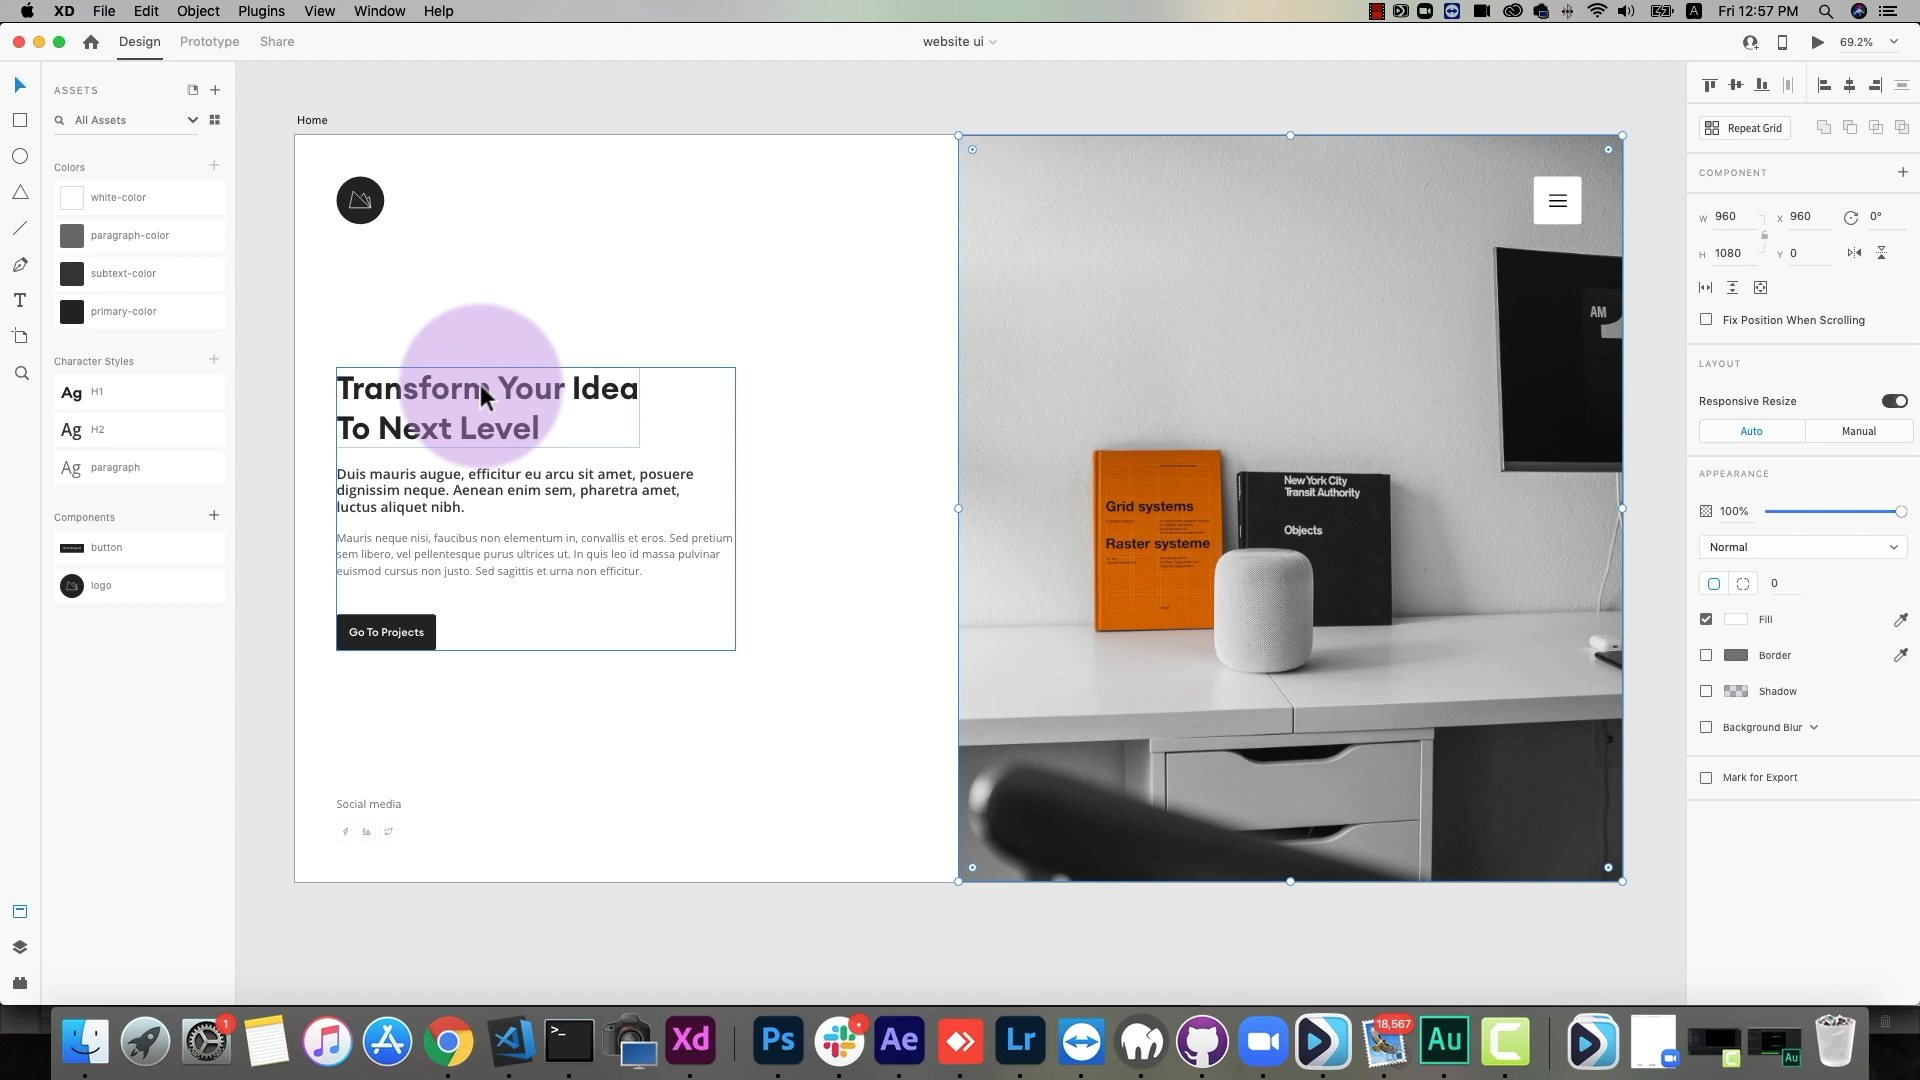 XD File Edit Object Plugins View Window Help
A Fri 12:57 PM
Design Prototype Share
website ui
69.2%
ASSETS
All Assets
Colors
white-color
paragraph-color
subtext-color
primary-color
Character Styles
Ag H1
Ag H2
Ag paragraph
Components
button
logo
Home
Transform Your Idea
To Next Level
Duis mauris augue, efficitur eu arcu sit amet, posuere
dignissim neque. Aenean enim sem, pharetra amet,
luctus aliquet nibh.
Mauris neque nisi, faucibus non elementum in, convallis et eros. Sed pretium
sem libero, vel pellentesque purus ultrices ut. In quis leo id massa pulvinar
euismod cursus non justo. Sed sagittis et urna non efficitur.
Go To Projects
Social media
AM
Grid systems
Raster systeme
New York City
Transit Authority
Objects
Repeat Grid
COMPONENT
W 960 X 960 0°
H 1080 Y 0
Fix Position When Scrolling
LAYOUT
Responsive Resize
Auto Manual
APPEARANCE
100%
Normal
0
Fill
Border
Shadow
Background Blur
Mark for Export
1 >_ Xd Ps Ae Lr 18,567 Au Au